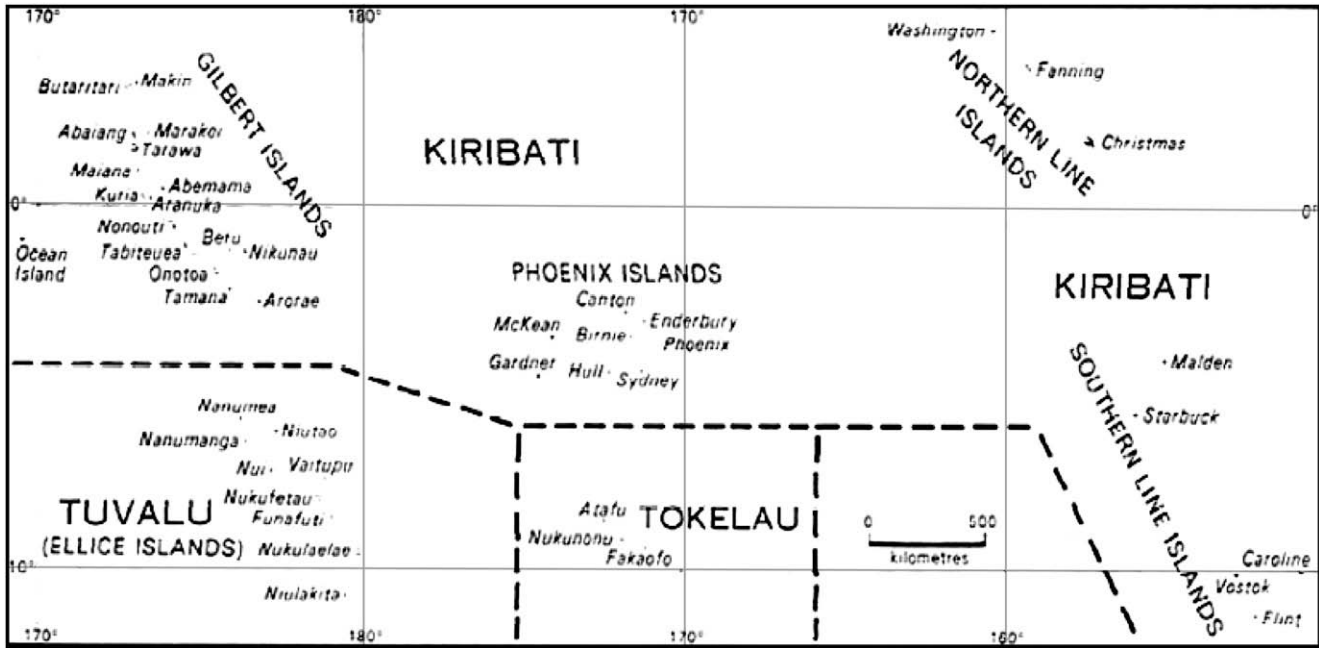 170°
180°
170°
Washington
Fanning
NORTHERN LINE
ISLANDS
Christmas
GILBERT ISLANDS
Butaritari
Makin
Abaiang
Marakei
Tarawa
Maiana
Abemama
Kuria
Aranuka
KIRIBATI
0°
0°
Nonouti
Beru
Ocean
Island
Tabiteuea
Nikunau
Onotoa
Tamana
Arorae
PHOENIX ISLANDS
Canton
McKean
Birnie
Enderbury
Phoenix
Gardner
Hull
Sydney
KIRIBATI
Malden
Starbuck
SOUTHERN LINE ISLANDS
Nanumea
Niutao
Nanumanga
Nui
Vaitupu
Nukufetau
Funafuti
TUVALU
(ELLICE ISLANDS)
Nukulaelae
Niulakita
Atafu
TOKELAU
Nukunonu
Fakaofo
0 500
kilometres
Caroline
Vostok
Flint
10°
10°
170°
180°
170°
160°